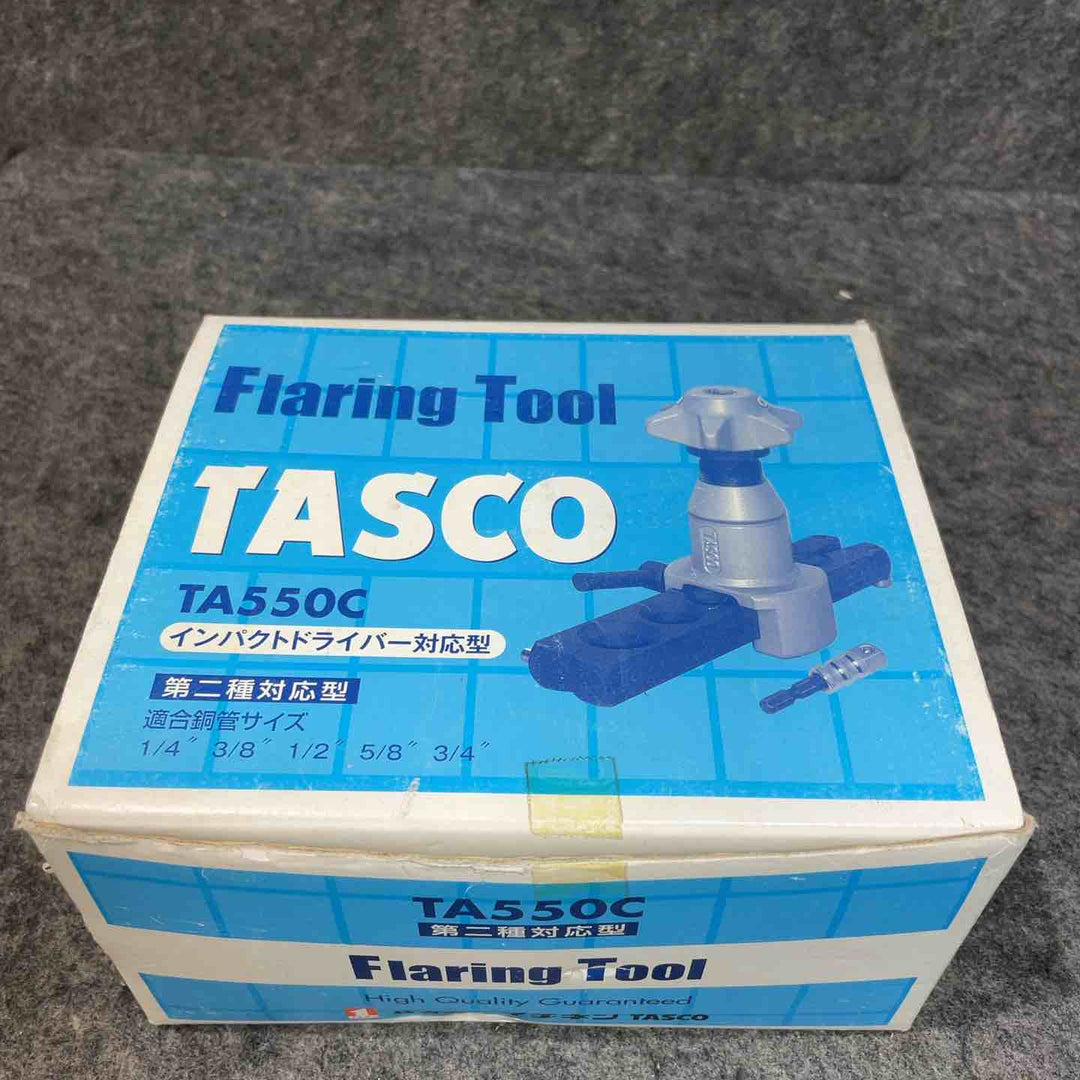 Flaring Tool
TASCO
TA550C
インパクトドライバー対応型
第二種対応型
適合銅管サイズ
1/4″ 3/8″ 1/2″ 5/8″ 3/4″
TASCO
TA550C
第二種対応型
Flaring Tool
High Quality Guaranteed
TASCO